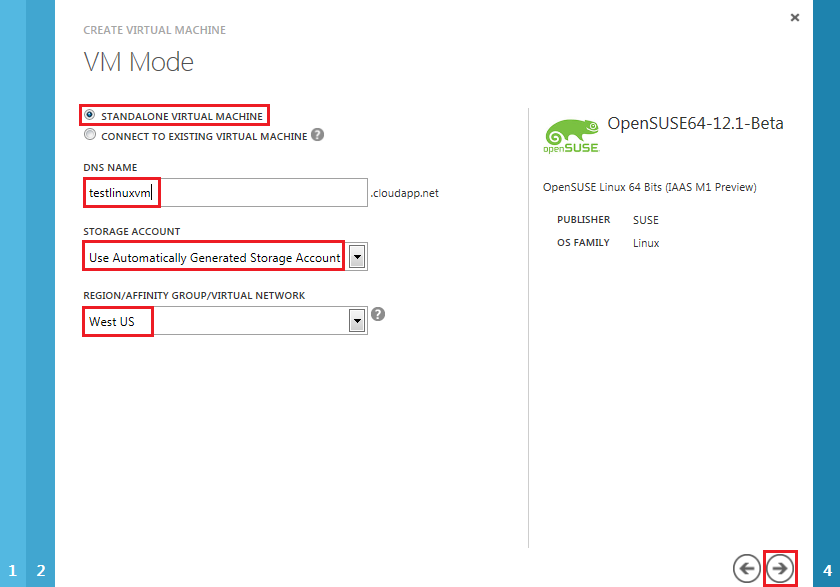 CREATE VIRTUAL MACHINE
VM Mode
STANDALONE VIRTUAL MACHINE
CONNECT TO EXISTING VIRTUAL MACHINE ?
DNS NAME
testlinuxvm .cloudapp.net
STORAGE ACCOUNT
Use Automatically Generated Storage Account
REGION/AFFINITY GROUP/VIRTUAL NETWORK
West US ?
openSUSE
OpenSUSE64-12.1-Beta
OpenSUSE Linux 64 Bits (IAAS M1 Preview)
PUBLISHER SUSE
OS FAMILY Linux
1 2
4